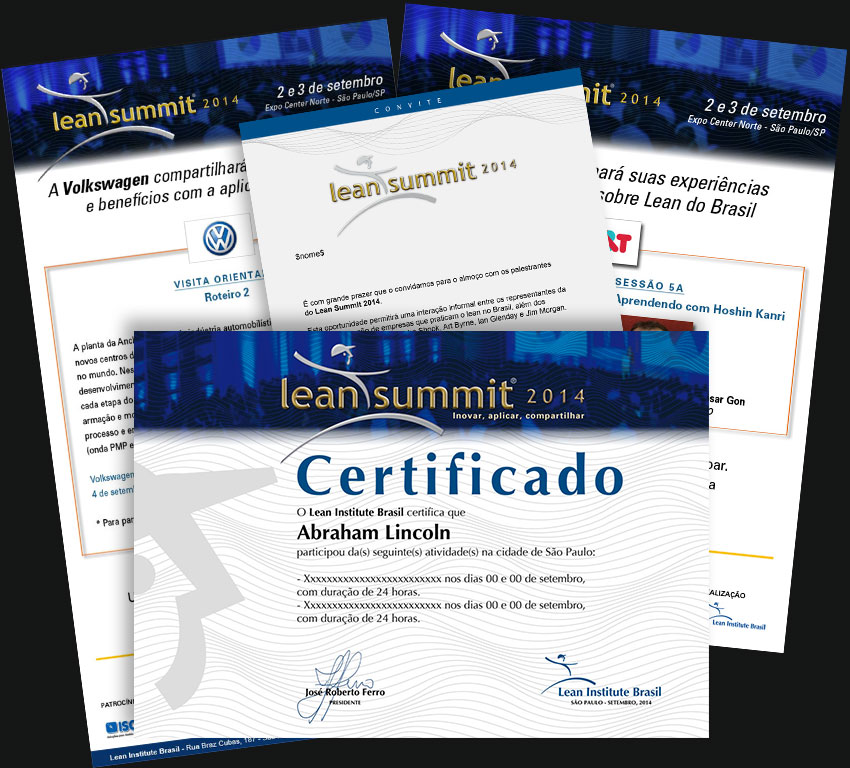 lean summit 2014
2 e 3 de setembro
Expo Center Norte - São Paulo/SP
A Volkswagen compartilhará
e benefícios com a aplic
VISITA ORIENTA
Roteiro 2
indústria automobilíst
A planta da Anch
novos centros d
no mundo. Nes
desenvolvimen
cada etapa do
armação e mo
processo e en
(onda PMP e
Volkswagen
4 de setem
* Para par
PATROCÍN
ISO
Lean Institute Brasil - Rua Braz Cubas, 187 -
CONVITE
lean summit 2014
$nome$
É com grande prazer que o convidamos para o almoço com os palestrantes
do Lean Summit 2014.
Esta oportunidade permitirá uma interação informal entre os representantes da
de empresas que praticam o lean no Brasil, além dos
Shook, Art Byrne, Ian Glenday e Jim Morgan.
lean summit 2014
2 e 3 de setembro
Expo Center Norte - São Paulo/SP
ará suas experiências
sobre Lean do Brasil
RT
SESSÃO 5A
Aprendendo com Hoshin Kanri
sar Gon
par.
a
ALIZAÇÃO
Lean Institute Brasil
lean summit® 2014
Inovar, aplicar, compartilhar
Certificado
O Lean Institute Brasil certifica que
Abraham Lincoln
participou da(s) seguinte(s) atividade(s) na cidade de São Paulo:
- Xxxxxxxxxxxxxxxxxxxxxxxx nos dias 00 e 00 de setembro,
com duração de 24 horas.
- Xxxxxxxxxxxxxxxxxxxxxxxx nos dias 00 e 00 de setembro,
com duração de 24 horas.
José Roberto Ferro
PRESIDENTE
Lean Institute Brasil
SÃO PAULO - SETEMBRO, 2014